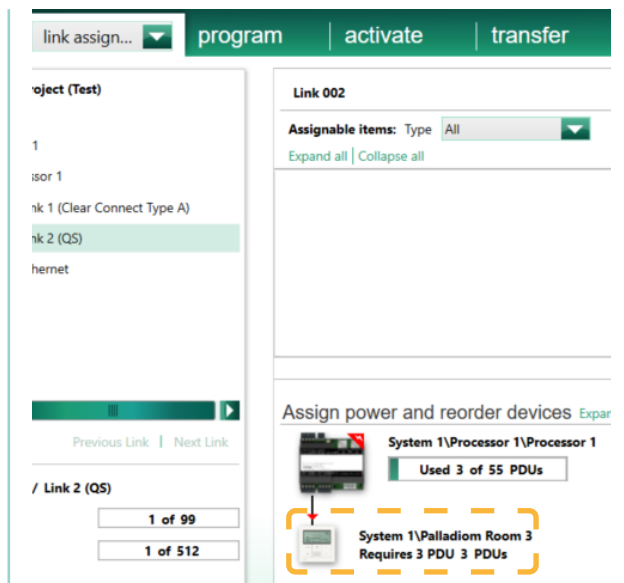 link assign...
program
activate
transfer
roject (Test)
1
ssor 1
nk 1 (Clear Connect Type A)
nk 2 (QS)
hernet
Previous Link | Next Link
/ Link 2 (QS)
1 of 99
1 of 512
Link 002
Assignable items: Type All
Expand all | Collapse all
Assign power and reorder devices Expar
System 1\Processor 1\Processor 1
Used 3 of 55 PDUs
System 1\Palladiom Room 3
Requires 3 PDU 3 PDUs